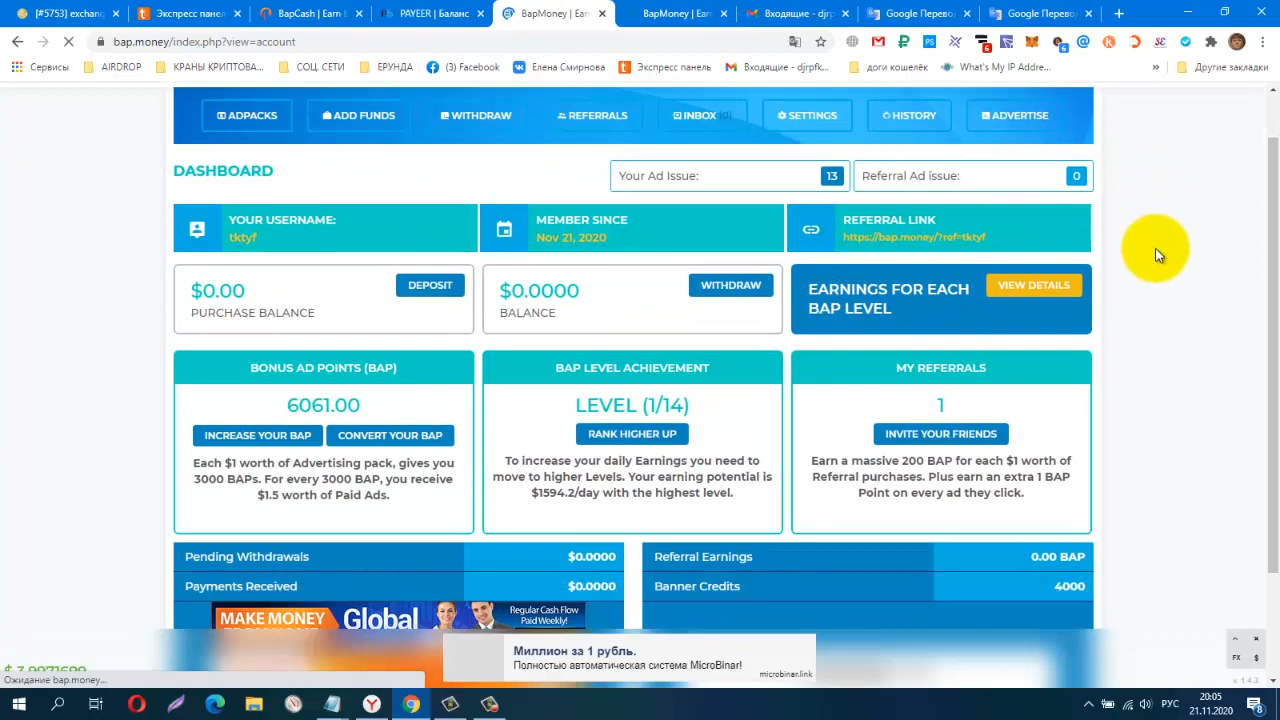 [#5753] exchang
Экспресс панел
BapCash | Earn E
PAYEER | Баланс
BapMoney | Earn
BapMoney | Earn
Входящие - djrp
Google Перевод
Google Перевод
bap.money/index.php?view=account
Сервисы
AIRDROP
КРАНЫ КРИПТОВА...
СОЦ. СЕТИ
ЕРУНДА
(3) Facebook
Елена Смирнова
Экспресс панель
Входящие - djrpfk...
доги кошелёк
What's My IP Addre...
»
Другие закладки
ADPACKS
ADD FUNDS
WITHDRAW
REFERRALS
INBOX (0)
SETTINGS
HISTORY
ADVERTISE
DASHBOARD
Your Ad Issue:
13
Referral Ad issue:
0
YOUR USERNAME:
tktyf
MEMBER SINCE
Nov 21, 2020
REFERRAL LINK
https://bap.money/?ref=tktyf
$0.00
DEPOSIT
PURCHASE BALANCE
$0.0000
WITHDRAW
BALANCE
EARNINGS FOR EACH
BAP LEVEL
VIEW DETAILS
BONUS AD POINTS (BAP)
6061.00
INCREASE YOUR BAP
CONVERT YOUR BAP
Each $1 worth of Advertising pack, gives you
3000 BAPs. For every 3000 BAP, you receive
$1.5 worth of Paid Ads.
BAP LEVEL ACHIEVEMENT
LEVEL (1/14)
RANK HIGHER UP
To increase your daily Earnings you need to
move to higher Levels. Your earning potential is
$1594.2/day with the highest level.
MY REFERRALS
1
INVITE YOUR FRIENDS
Earn a massive 200 BAP for each $1 worth of
Referral purchases. Plus earn an extra 1 BAP
Point on every ad they click.
Pending Withdrawals
$0.0000
Payments Received
$0.0000
Referral Earnings
0.00 BAP
Banner Credits
4000
MAKE MONEY
Global
Regular Cash Flow
Paid Weekly!
Миллион за 1 рубль.
Полностью автоматическая система MicroBinar!
microbinar.link
FX $
v. 1.4.2
Ожидание bap.money...
РУС
20:05
21.11.2020